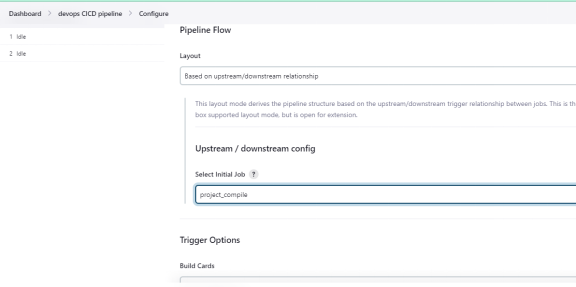 Dashboard > devops CICD pipeline > Configure
1 Idle
2 Idle
Pipeline Flow
Layout
Based on upstream/downstream relationship
This layout mode derives the pipeline structure based on the upstream/downstream trigger relationship between jobs. This is th
box supported layout mode, but is open for extension.
Upstream / downstream config
Select Initial Job ?
project_compile
Trigger Options
Build Cards